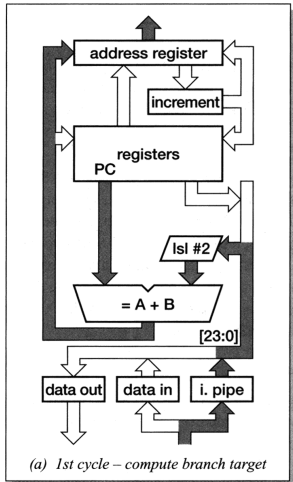 address register
increment
registers
PC
lsl #2
= A + B
[23:0]
data out
data in
i. pipe
(a) 1st cycle – compute branch target